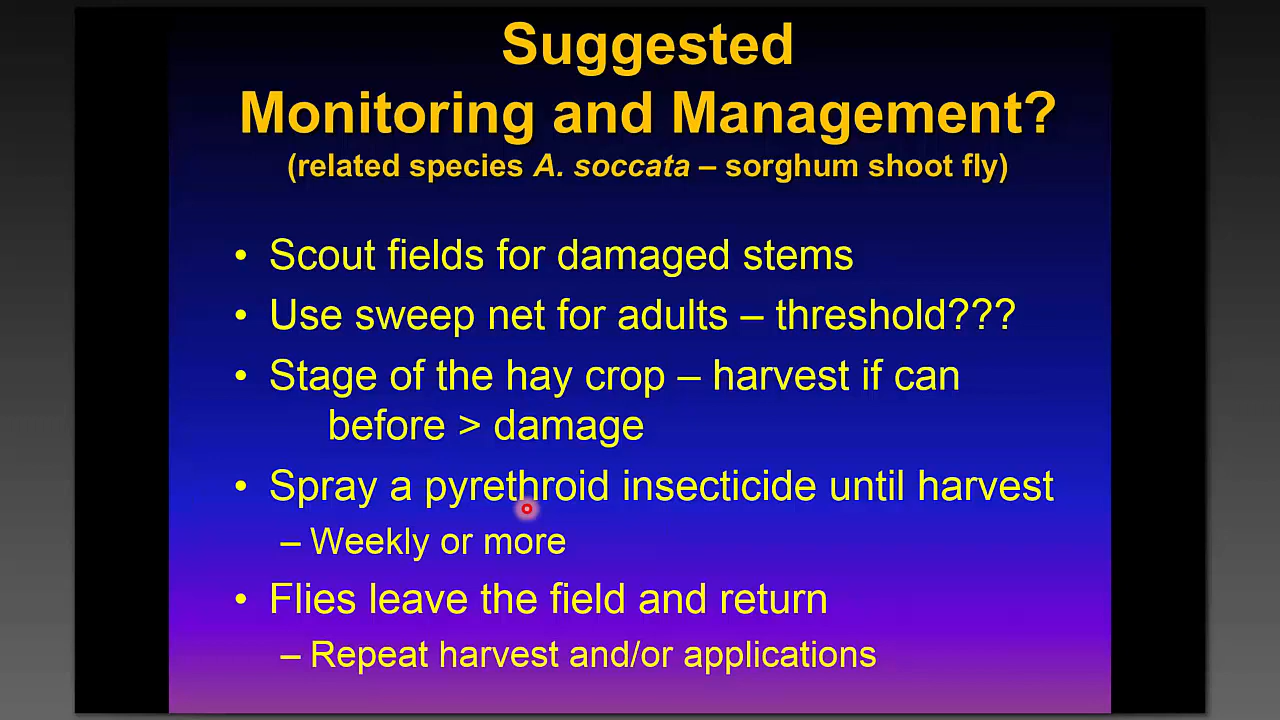 Suggested
Monitoring and Management?
(related species A. soccata – sorghum shoot fly)
• Scout fields for damaged stems
• Use sweep net for adults – threshold???
• Stage of the hay crop – harvest if can
before > damage
• Spray a pyrethroid insecticide until harvest
– Weekly or more
• Flies leave the field and return
– Repeat harvest and/or applications